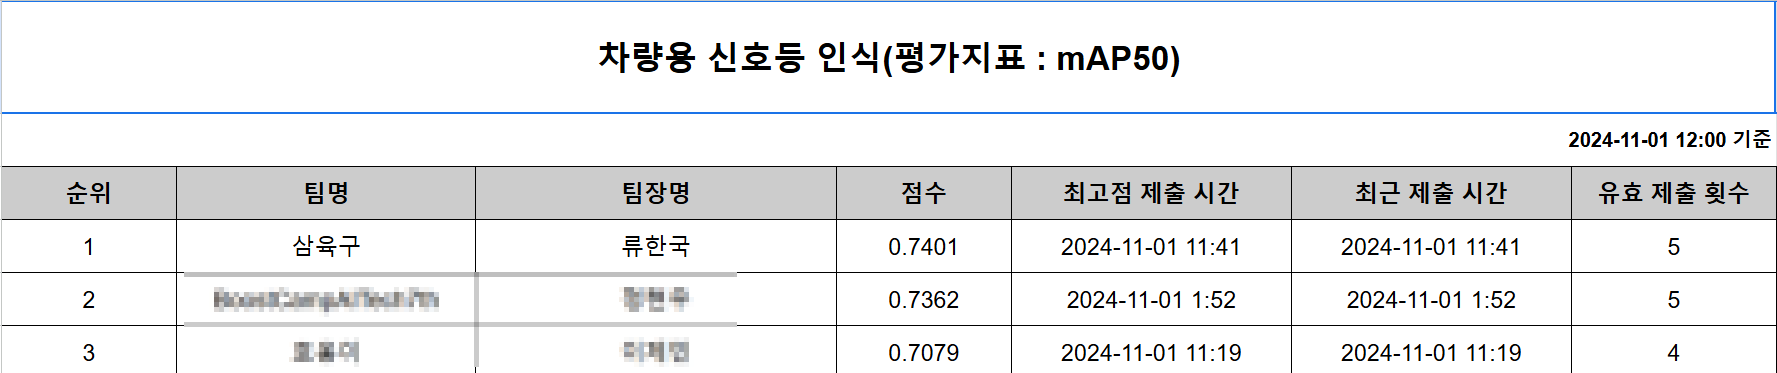 차량용 신호등 인식(평가지표 : mAP50)
2024-11-01 12:00 기준
순위 팀명 팀장명 점수 최고점 제출 시간 최근 제출 시간 유효 제출 횟수
1 삼육구 류한국 0.7401 2024-11-01 11:41 2024-11-01 11:41 5
2 0.7362 2024-11-01 1:52 2024-11-01 1:52 5
3 0.7079 2024-11-01 11:19 2024-11-01 11:19 4